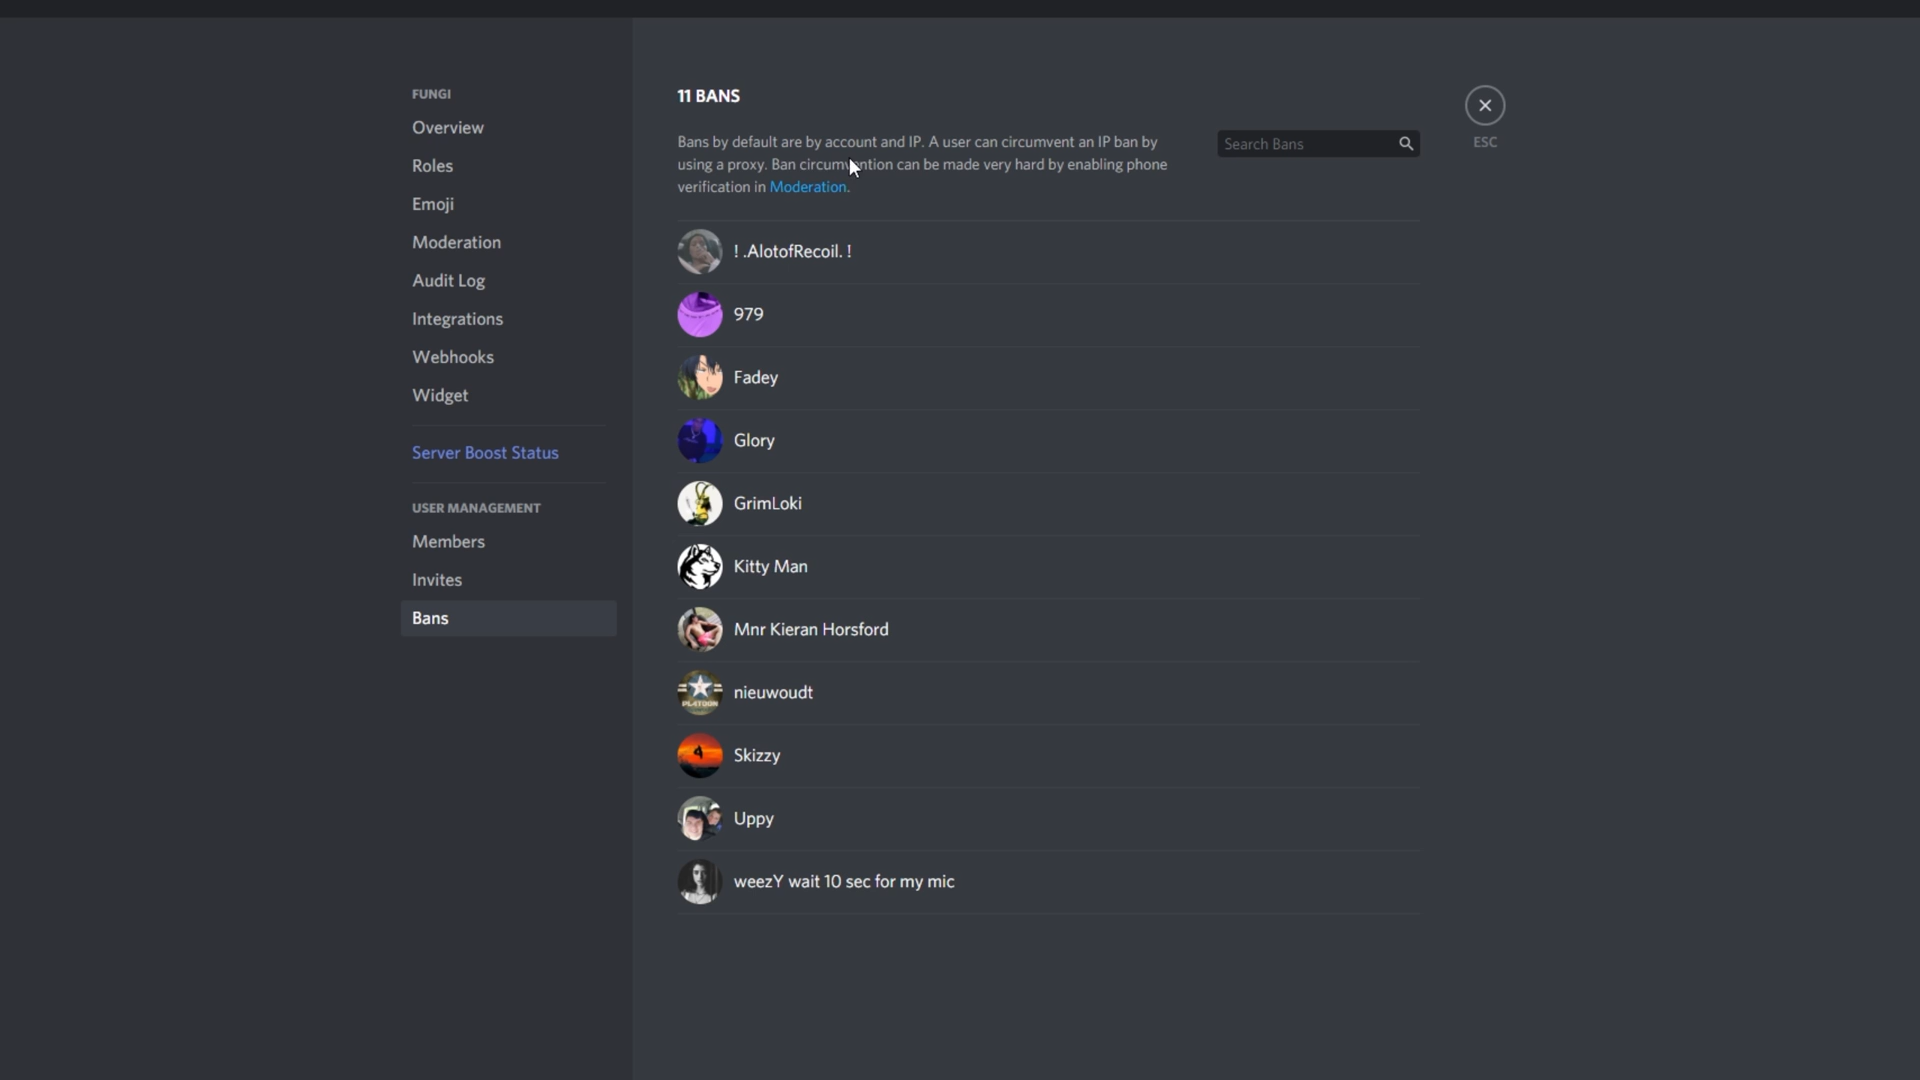 FUNGI
Overview
Roles
Emoji
Moderation
Audit Log
Integrations
Webhooks
Widget
Server Boost Status
USER MANAGEMENT
Members
Invites
Bans
11 BANS
Bans by default are by account and IP. A user can circumvent an IP ban by
using a proxy. Ban circumvention can be made very hard by enabling phone
verification in Moderation.
Search Bans
ESC
! .AlotofRecoil. !
979
Fadey
Glory
GrimLoki
Kitty Man
Mnr Kieran Horsford
nieuwoudt
PLATOON
Skizzy
Uppy
weezY wait 10 sec for my mic